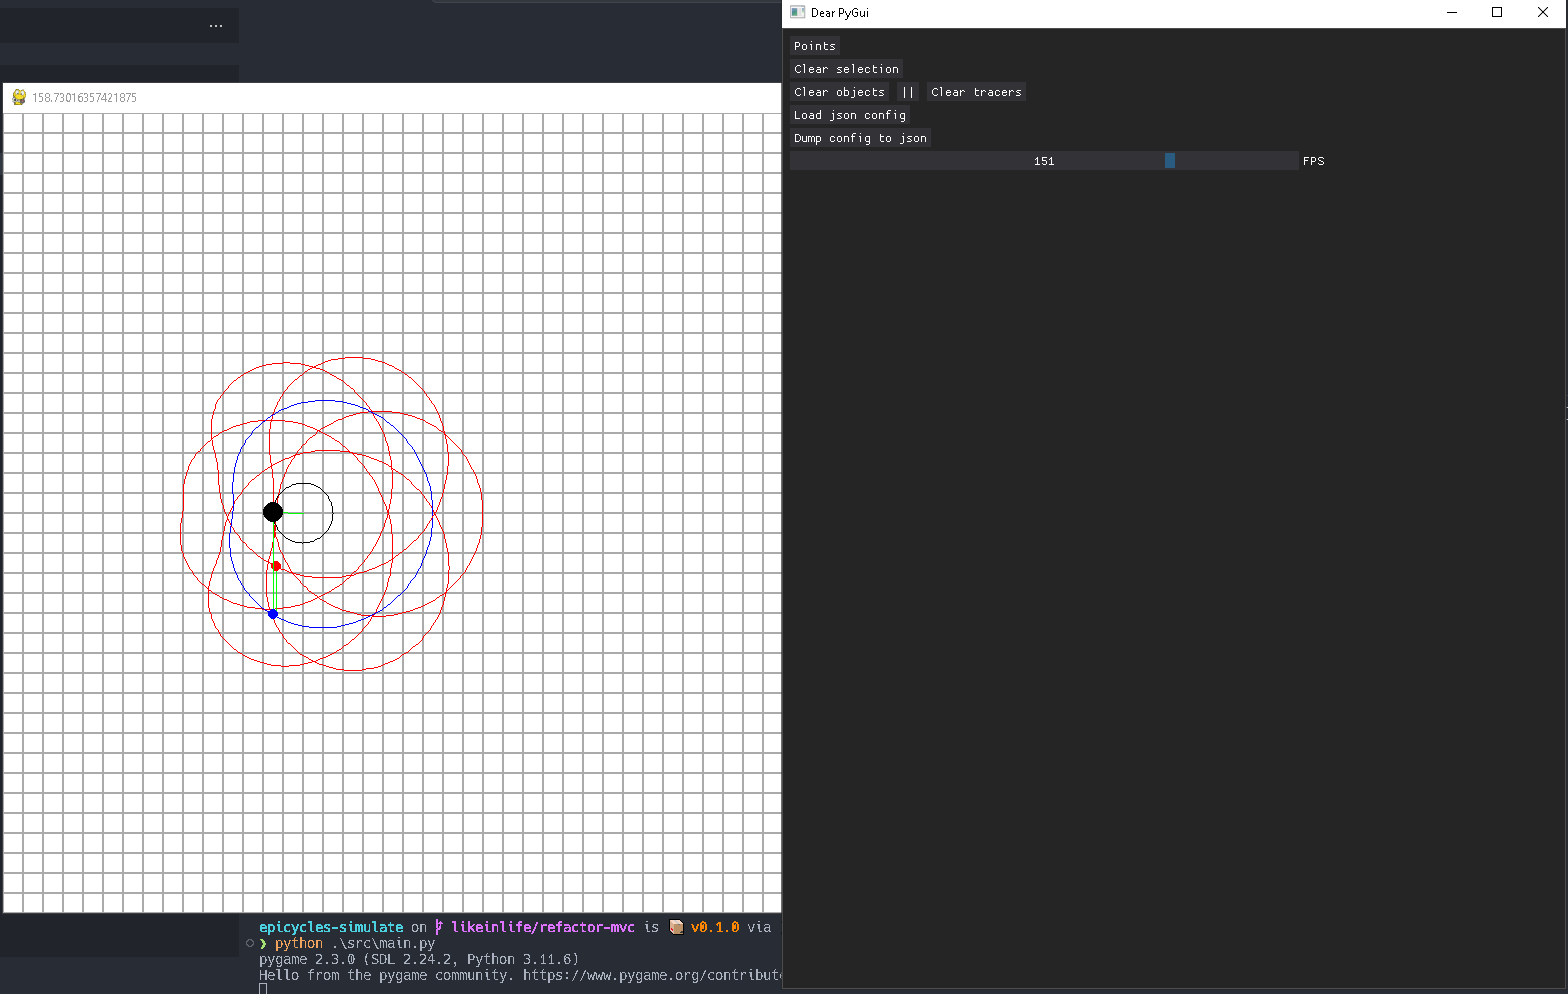 ...
158.73016357421875
Dear PyGui
Points
Clear selection
Clear objects || Clear tracers
Load json config
Dump config to json
151 FPS
epicycles-simulate on likeinlife/refactor-mvc is v0.1.0 via
❯ python .\src\main.py
pygame 2.3.0 (SDL 2.24.2, Python 3.11.6)
Hello from the pygame community. https://www.pygame.org/contribut